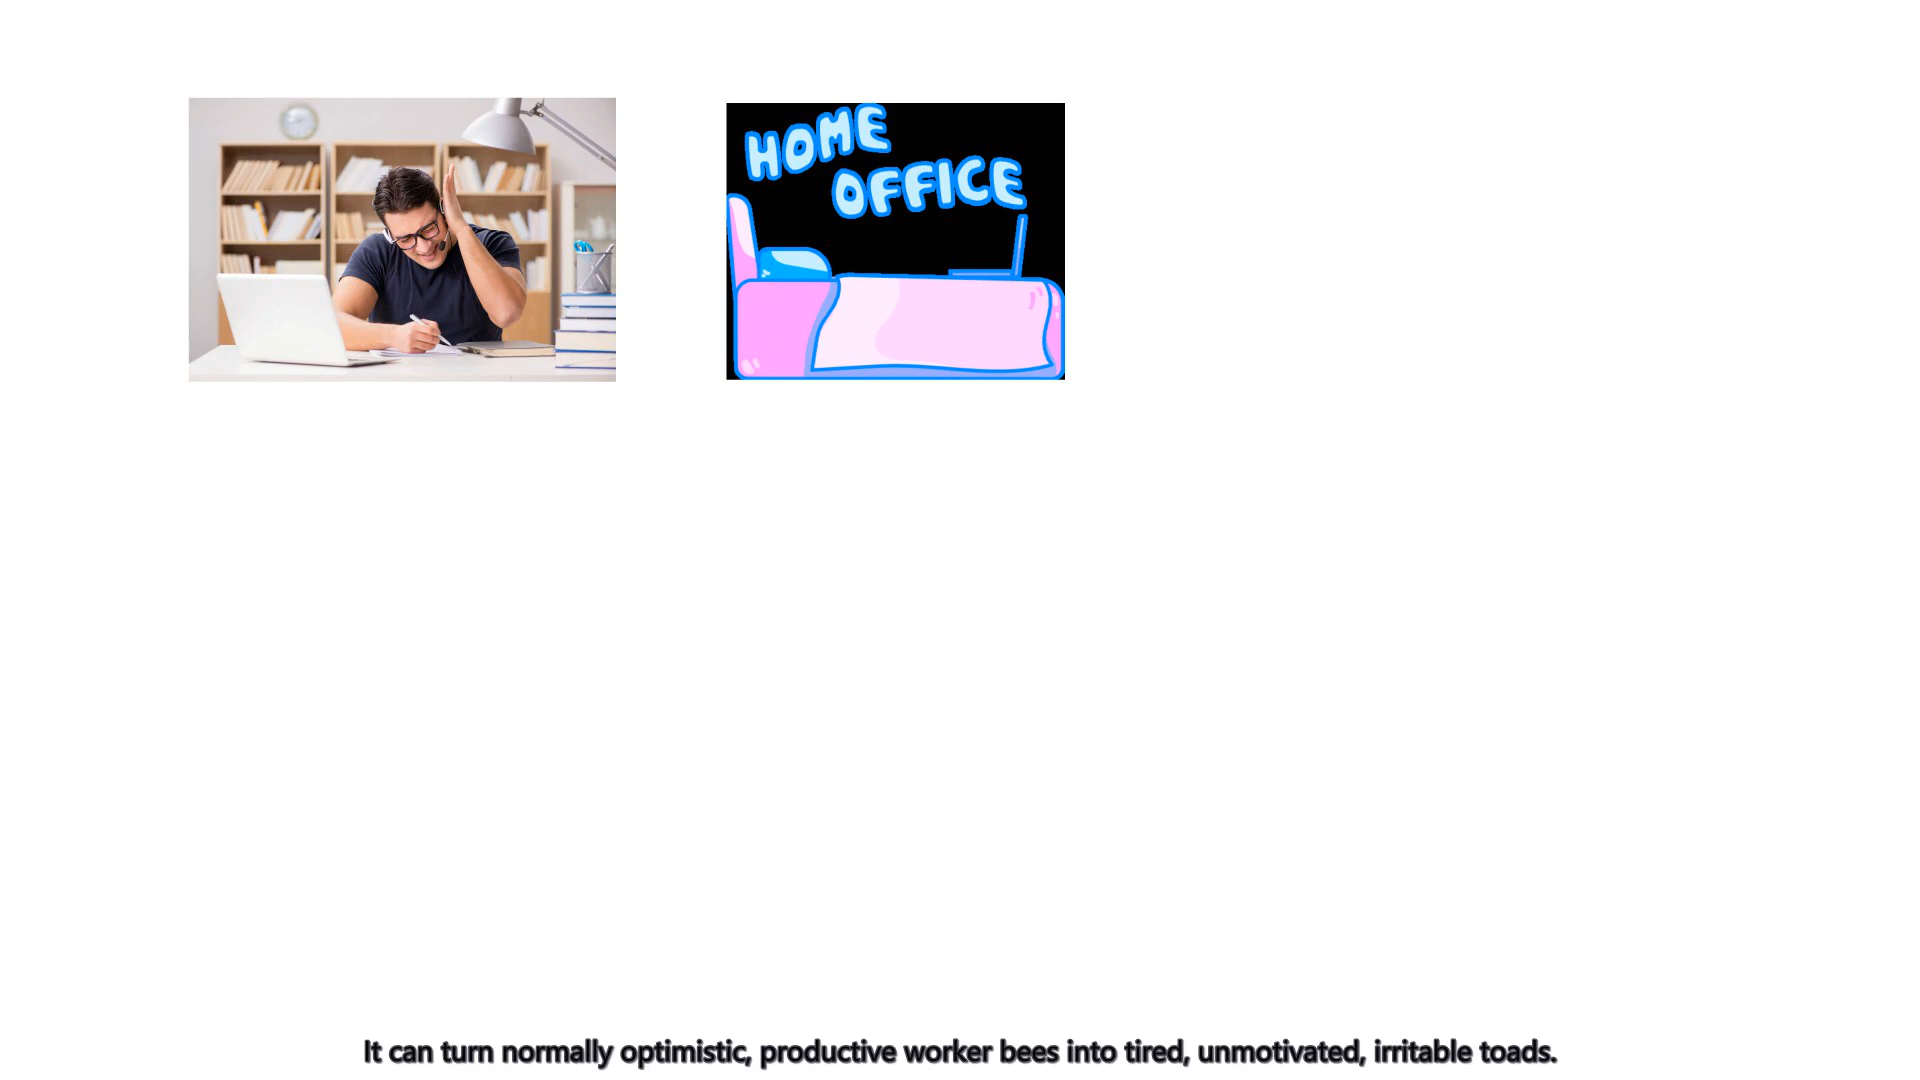 HOME
OFFICE
It can turn normally optimistic, productive worker bees into tired, unmotivated, irritable toads.